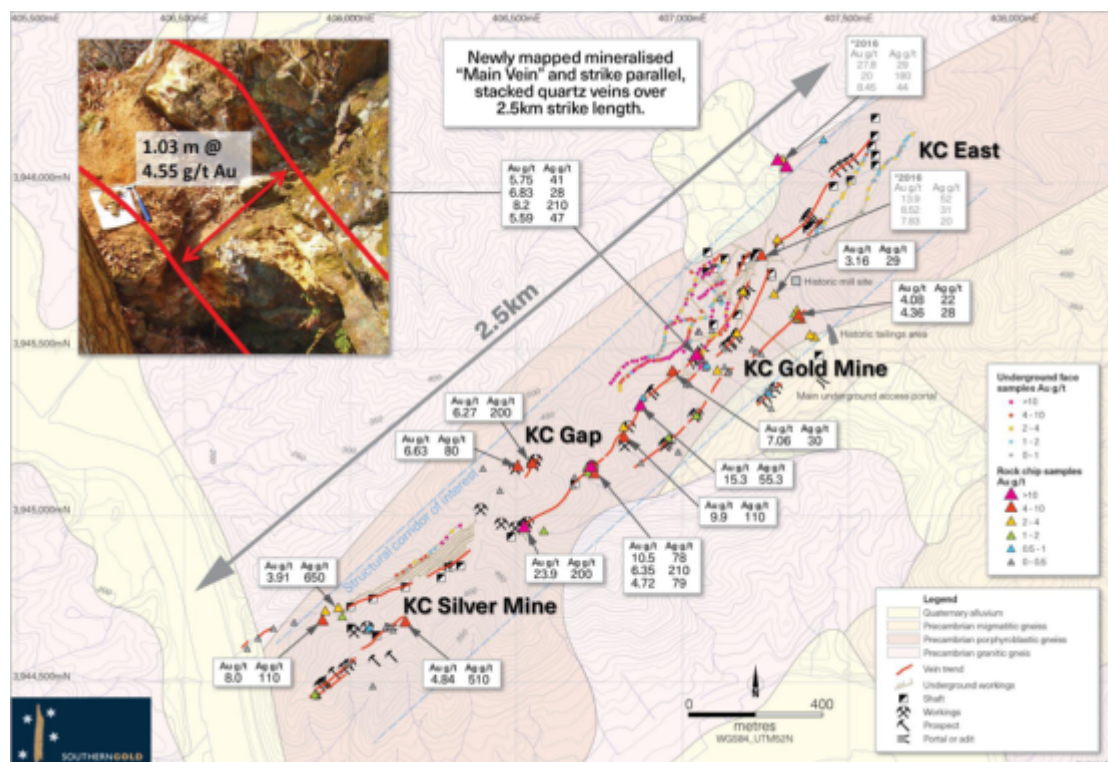 405,500mE
406,500mE
408,000mE
406,500mE
407,000mE
407,500mE
408,000mE
1.03 m @
4.55 g/t Au
Newly mapped mineralised
“Main Vein” and strike parallel,
stacked quartz veins over
2.5km strike length.
*2016
Au g/t Ag g/t
27.8 29
20 180
8.45 44
KC East
3,946,000mN
Au g/t Ag g/t
5.75 41
6.83 28
8.2 210
5.59 47
*2016
Au g/t Ag g/t
13.9 52
6.52 31
7.83 20
Au g/t Ag g/t
3.16 29
Historic mill site
Au g/t Ag g/t
4.08 22
4.36 28
2.5km
Historic tailings area
3,945,500mN
KC Gold Mine
Main underground access portal
Underground face
samples Au g/t
>10
4 - 10
2 - 4
1 - 2
0 - 1
Rock chip samples
Au g/t
>10
4 - 10
2 - 4
1 - 2
0.5 - 1
0 - 0.5
Au g/t Ag g/t
6.27 200
KC Gap
Au g/t Ag g/t
6.63 80
Au g/t Ag g/t
7.06 30
Au g/t Ag g/t
15.3 55.3
Au g/t Ag g/t
9.9 110
3,945,000mN
Structural corridor of interest
Au g/t Ag g/t
10.5 78
6.35 210
4.72 79
Au g/t Ag g/t
23.9 200
Au g/t Ag g/t
3.91 650
KC Silver Mine
Au g/t Ag g/t
8.0 110
Au g/t Ag g/t
4.84 510
3,944,500mN
Legend
Quaternary alluvium
Precambrian migmatitic gneies
Precambrian porphyroblastic gneies
Precambrian granitic gneis
Vein trend
Underground workings
Shaft
Workings
Prospect
Portal or adit
N
0 400
metres
WGS84_UTM52N
SOUTHERNGOLD